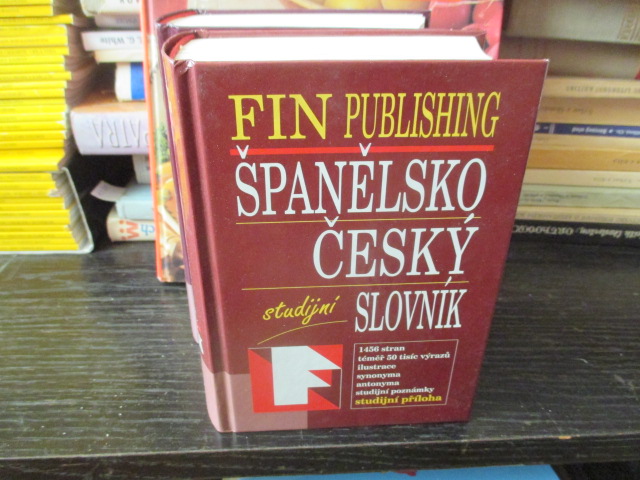 FIN PUBLISHING
ŠPANĚLSKO
ČESKÝ
studijní
SLOVNÍK
1456 stran
téměř 50 tisíc výrazů
ilustrace
synonyma
antonyma
studijní poznámky
studijní příloha